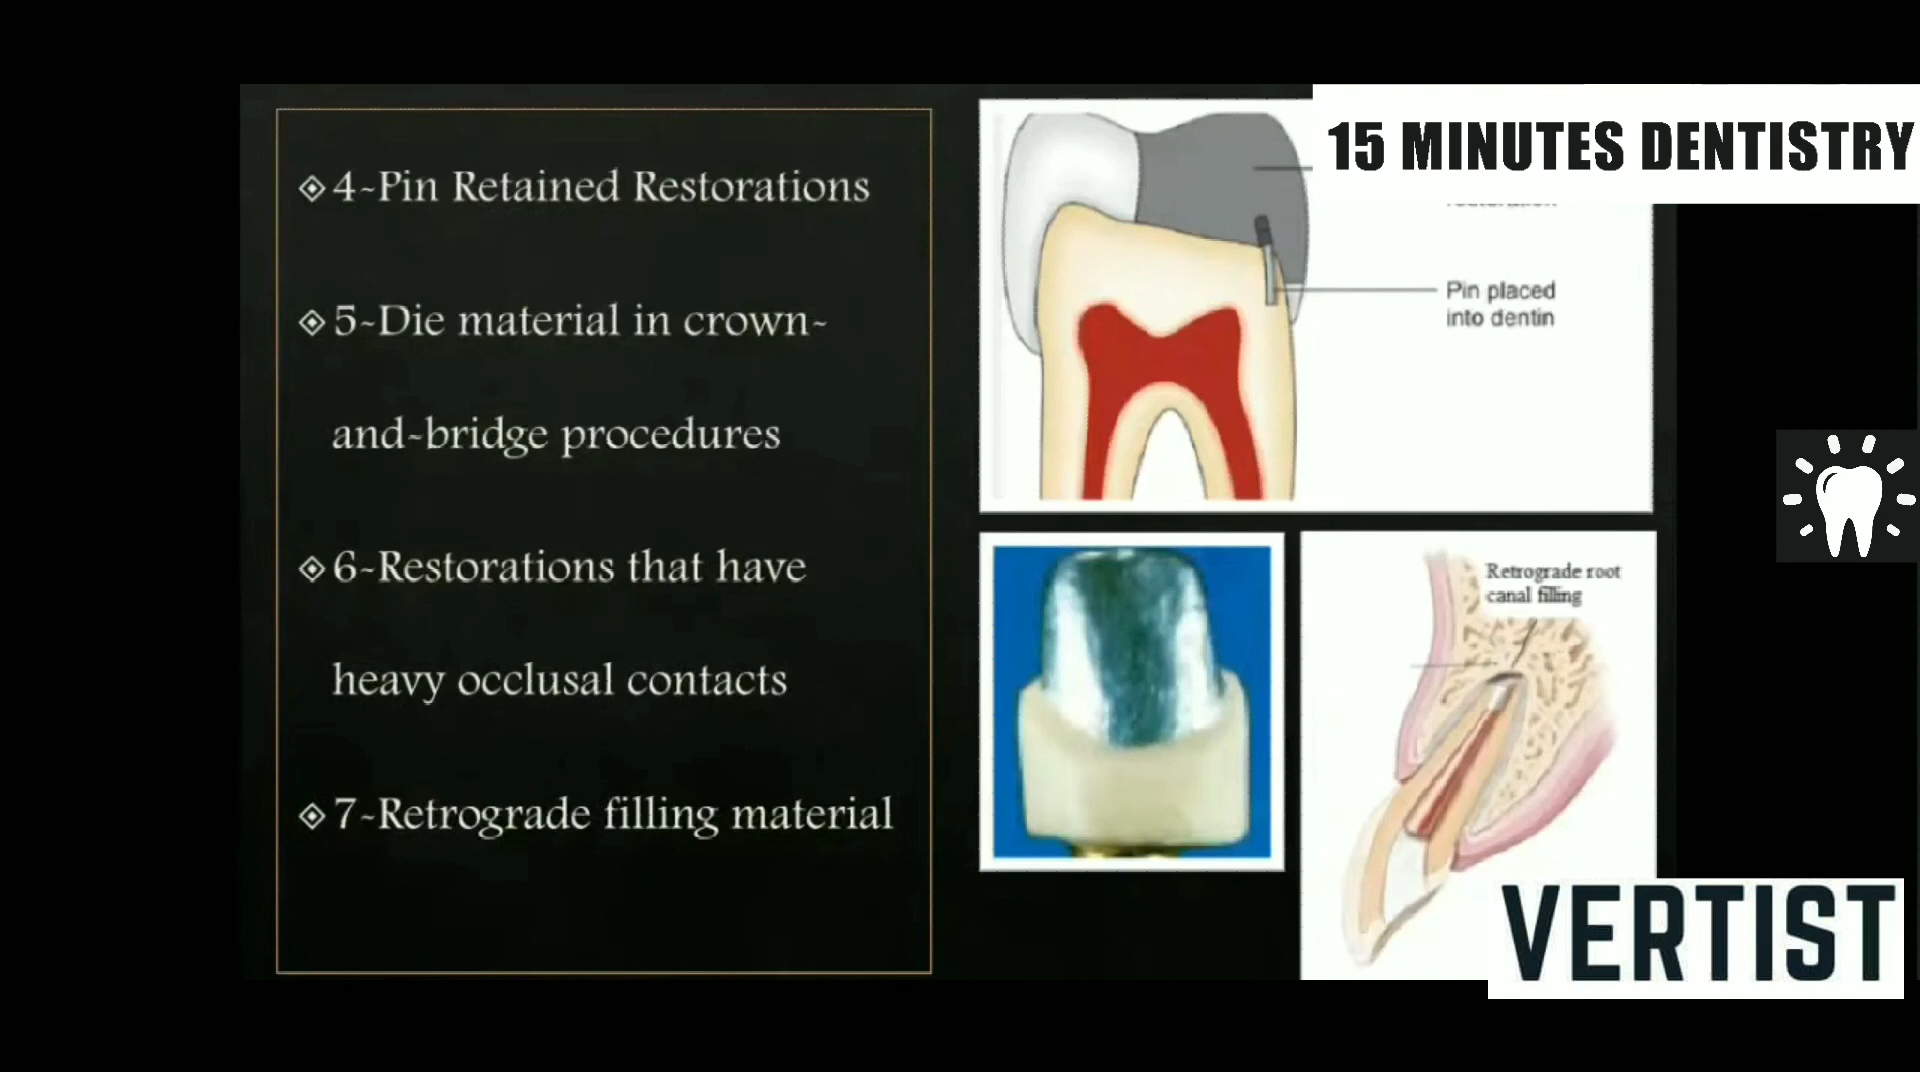 4-Pin Retained Restorations
5-Die material in crown-
and-bridge procedures
6-Restorations that have
heavy occlusal contacts
7-Retrograde filling material
15 MINUTES DENTISTRY
Pin placed
into dentin
Retrograde root
canal filling
VERTIST